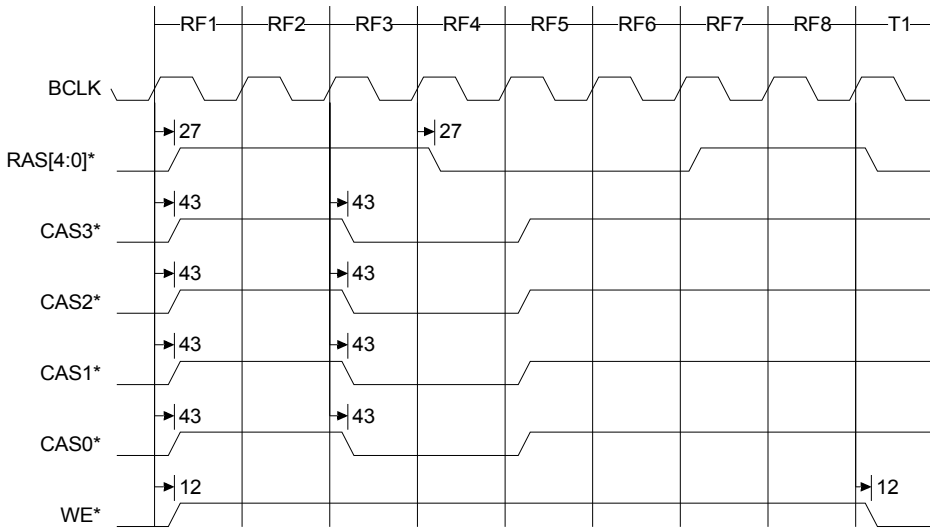 RF1 RF2 RF3 RF4 RF5 RF6 RF7 RF8 T1
BCLK
27 27
RAS[4:0]*
43 43
CAS3*
43 43
CAS2*
43 43
CAS1*
43 43
CAS0*
12 12
WE*